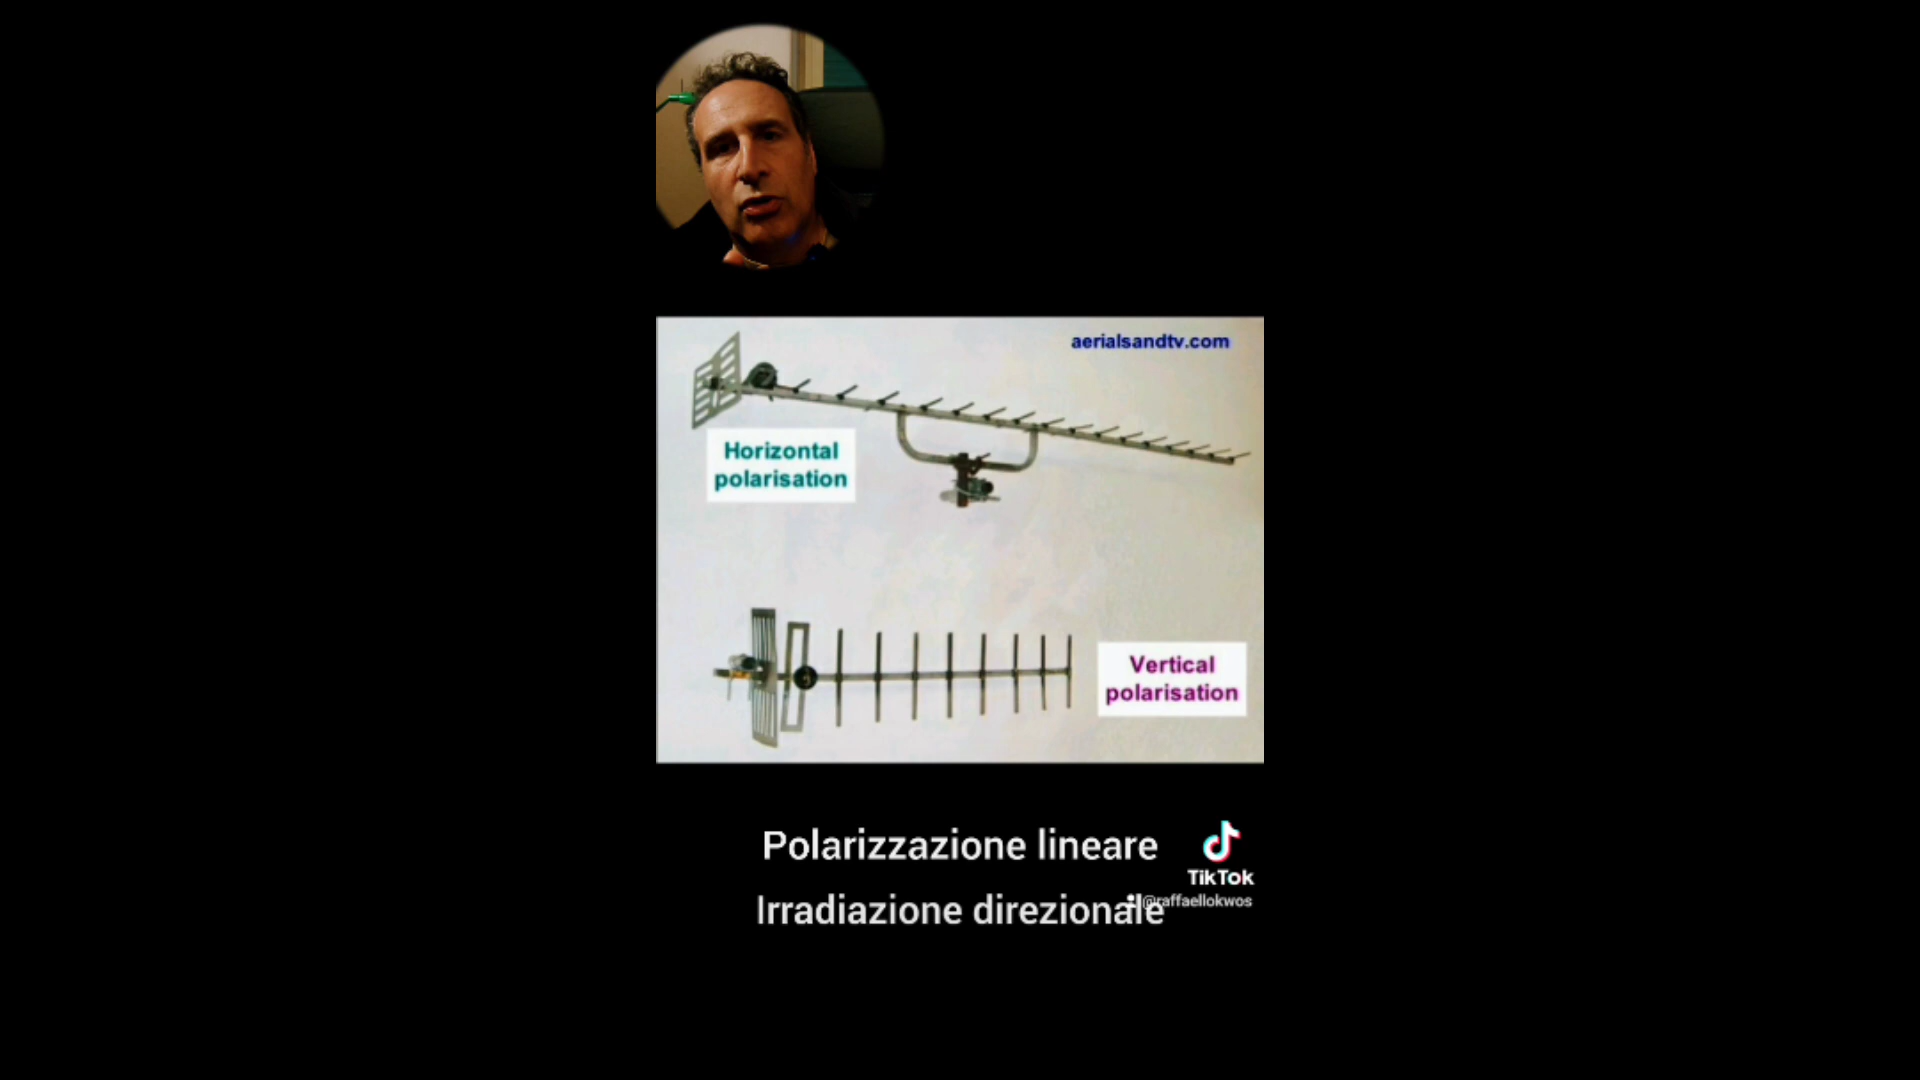 aerialsandtv.com
Horizontal
polarisation
Vertical
polarisation
Polarizzazione lineare
TikTok
Irradiazione direzionale
@raffaellokwos